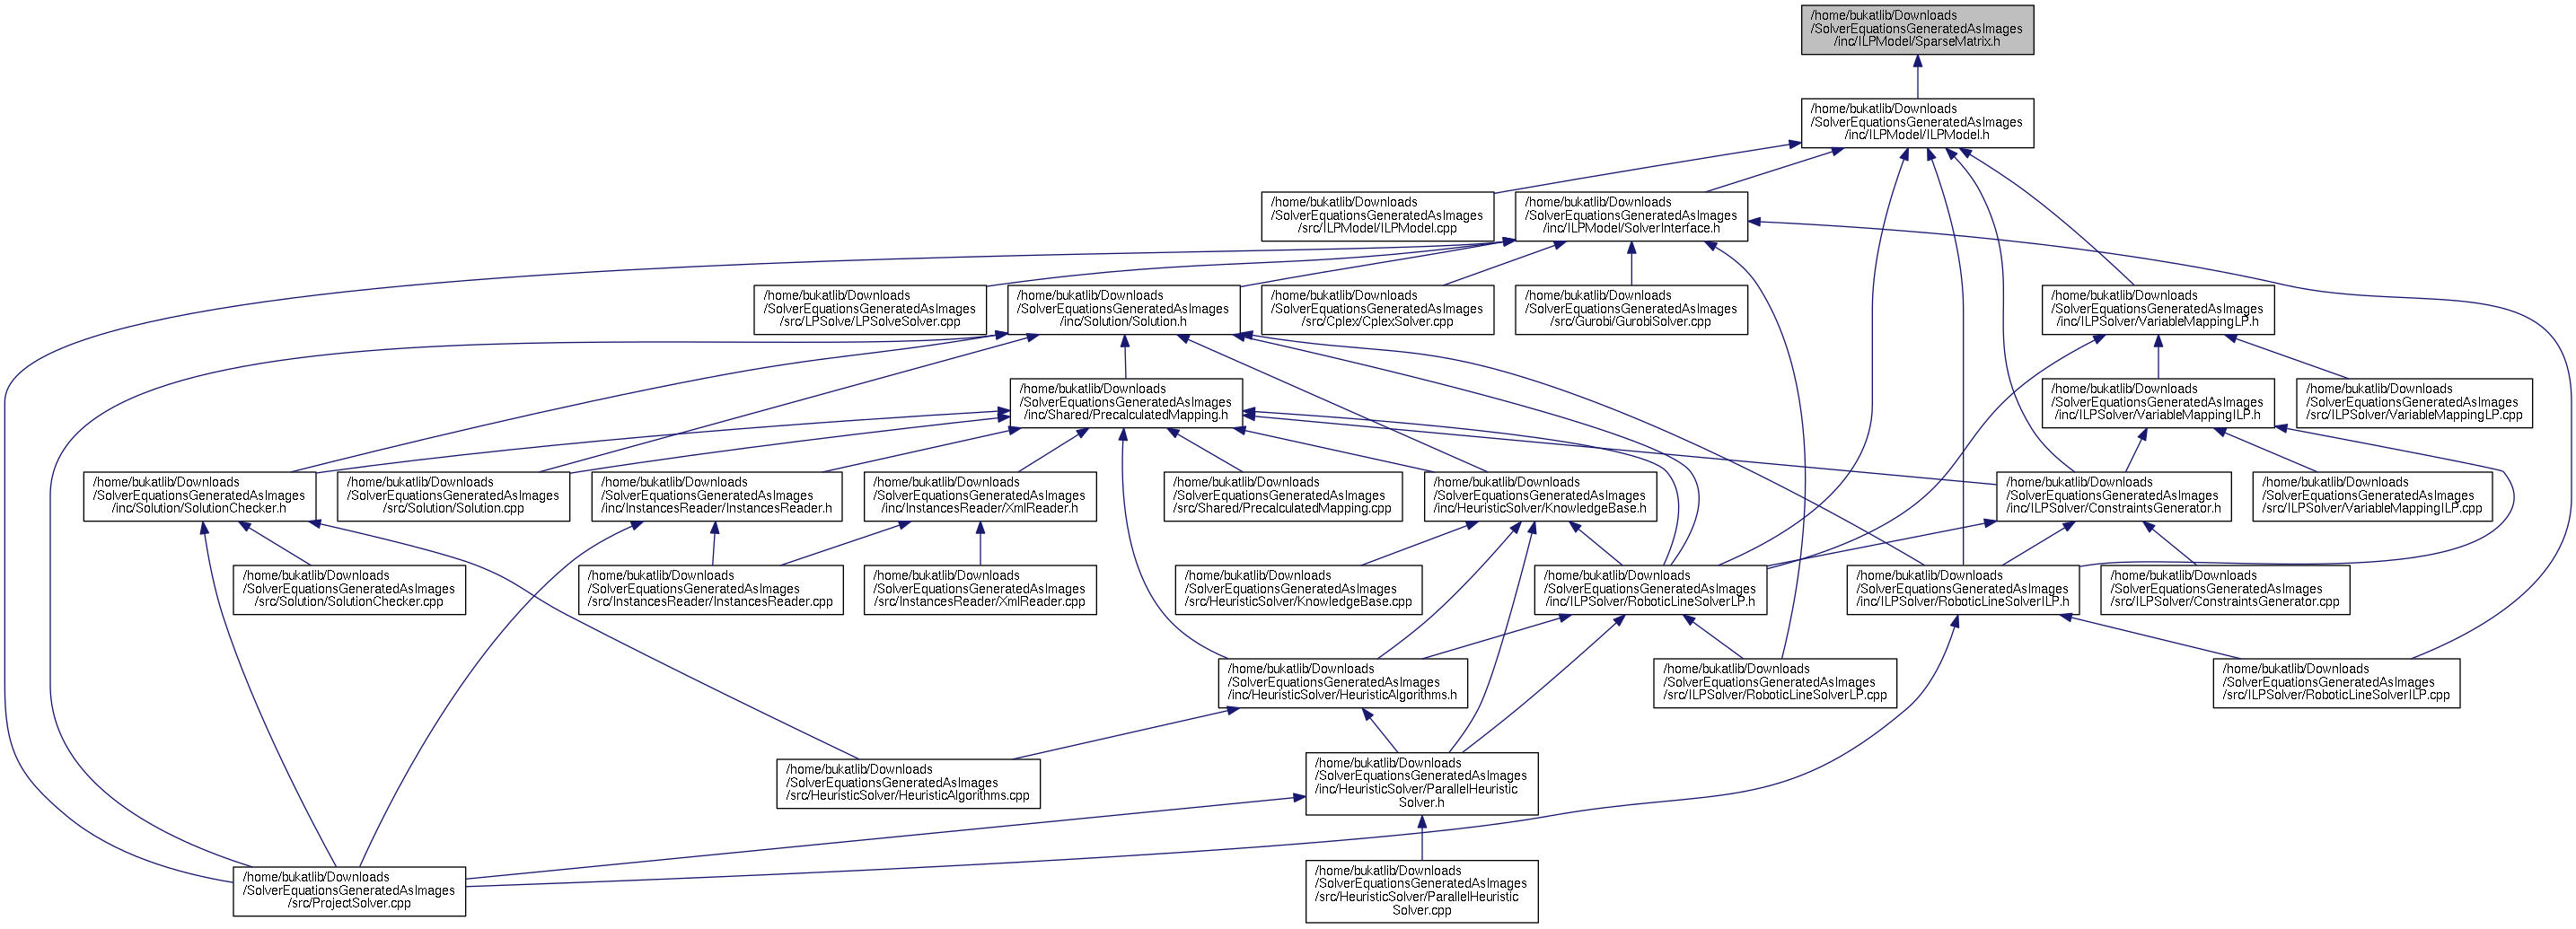 /home/bukatlib/Downloads
/SolverEquationsGeneratedAsImages
/inc/ILPModel/SparseMatrix.h
/home/bukatlib/Downloads
/SolverEquationsGeneratedAsImages
/inc/ILPModel/ILPModel.h
/home/bukatlib/Downloads
/SolverEquationsGeneratedAsImages
/src/ILPModel/ILPModel.cpp
/home/bukatlib/Downloads
/SolverEquationsGeneratedAsImages
/inc/ILPModel/SolverInterface.h
/home/bukatlib/Downloads
/SolverEquationsGeneratedAsImages
/src/LPSolve/LPSolveSolver.cpp
/home/bukatlib/Downloads
/SolverEquationsGeneratedAsImages
/inc/Solution/Solution.h
/home/bukatlib/Downloads
/SolverEquationsGeneratedAsImages
/src/Cplex/CplexSolver.cpp
/home/bukatlib/Downloads
/SolverEquationsGeneratedAsImages
/src/Gurobi/GurobiSolver.cpp
/home/bukatlib/Downloads
/SolverEquationsGeneratedAsImages
/inc/ILPSolver/VariableMappingLP.h
/home/bukatlib/Downloads
/SolverEquationsGeneratedAsImages
/inc/Shared/PrecalculatedMapping.h
/home/bukatlib/Downloads
/SolverEquationsGeneratedAsImages
/inc/ILPSolver/VariableMappingILP.h
/home/bukatlib/Downloads
/SolverEquationsGeneratedAsImages
/src/ILPSolver/VariableMappingLP.cpp
/home/bukatlib/Downloads
/SolverEquationsGeneratedAsImages
/inc/Solution/SolutionChecker.h
/home/bukatlib/Downloads
/SolverEquationsGeneratedAsImages
/src/Solution/Solution.cpp
/home/bukatlib/Downloads
/SolverEquationsGeneratedAsImages
/inc/InstancesReader/InstancesReader.h
/home/bukatlib/Downloads
/SolverEquationsGeneratedAsImages
/inc/InstancesReader/XmlReader.h
/home/bukatlib/Downloads
/SolverEquationsGeneratedAsImages
/src/Shared/PrecalculatedMapping.cpp
/home/bukatlib/Downloads
/SolverEquationsGeneratedAsImages
/inc/HeuristicSolver/KnowledgeBase.h
/home/bukatlib/Downloads
/SolverEquationsGeneratedAsImages
/inc/ILPSolver/ConstraintsGenerator.h
/home/bukatlib/Downloads
/SolverEquationsGeneratedAsImages
/src/ILPSolver/VariableMappingILP.cpp
/home/bukatlib/Downloads
/SolverEquationsGeneratedAsImages
/src/Solution/SolutionChecker.cpp
/home/bukatlib/Downloads
/SolverEquationsGeneratedAsImages
/src/InstancesReader/InstancesReader.cpp
/home/bukatlib/Downloads
/SolverEquationsGeneratedAsImages
/src/InstancesReader/XmlReader.cpp
/home/bukatlib/Downloads
/SolverEquationsGeneratedAsImages
/src/HeuristicSolver/KnowledgeBase.cpp
/home/bukatlib/Downloads
/SolverEquationsGeneratedAsImages
/inc/ILPSolver/RoboticLineSolverLP.h
/home/bukatlib/Downloads
/SolverEquationsGeneratedAsImages
/inc/ILPSolver/RoboticLineSolverILP.h
/home/bukatlib/Downloads
/SolverEquationsGeneratedAsImages
/src/ILPSolver/ConstraintsGenerator.cpp
/home/bukatlib/Downloads
/SolverEquationsGeneratedAsImages
/inc/HeuristicSolver/HeuristicAlgorithms.h
/home/bukatlib/Downloads
/SolverEquationsGeneratedAsImages
/src/ILPSolver/RoboticLineSolverLP.cpp
/home/bukatlib/Downloads
/SolverEquationsGeneratedAsImages
/src/ILPSolver/RoboticLineSolverILP.cpp
/home/bukatlib/Downloads
/SolverEquationsGeneratedAsImages
/src/HeuristicSolver/HeuristicAlgorithms.cpp
/home/bukatlib/Downloads
/SolverEquationsGeneratedAsImages
/inc/HeuristicSolver/ParallelHeuristic
Solver.h
/home/bukatlib/Downloads
/SolverEquationsGeneratedAsImages
/src/ProjectSolver.cpp
/home/bukatlib/Downloads
/SolverEquationsGeneratedAsImages
/src/HeuristicSolver/ParallelHeuristic
Solver.cpp